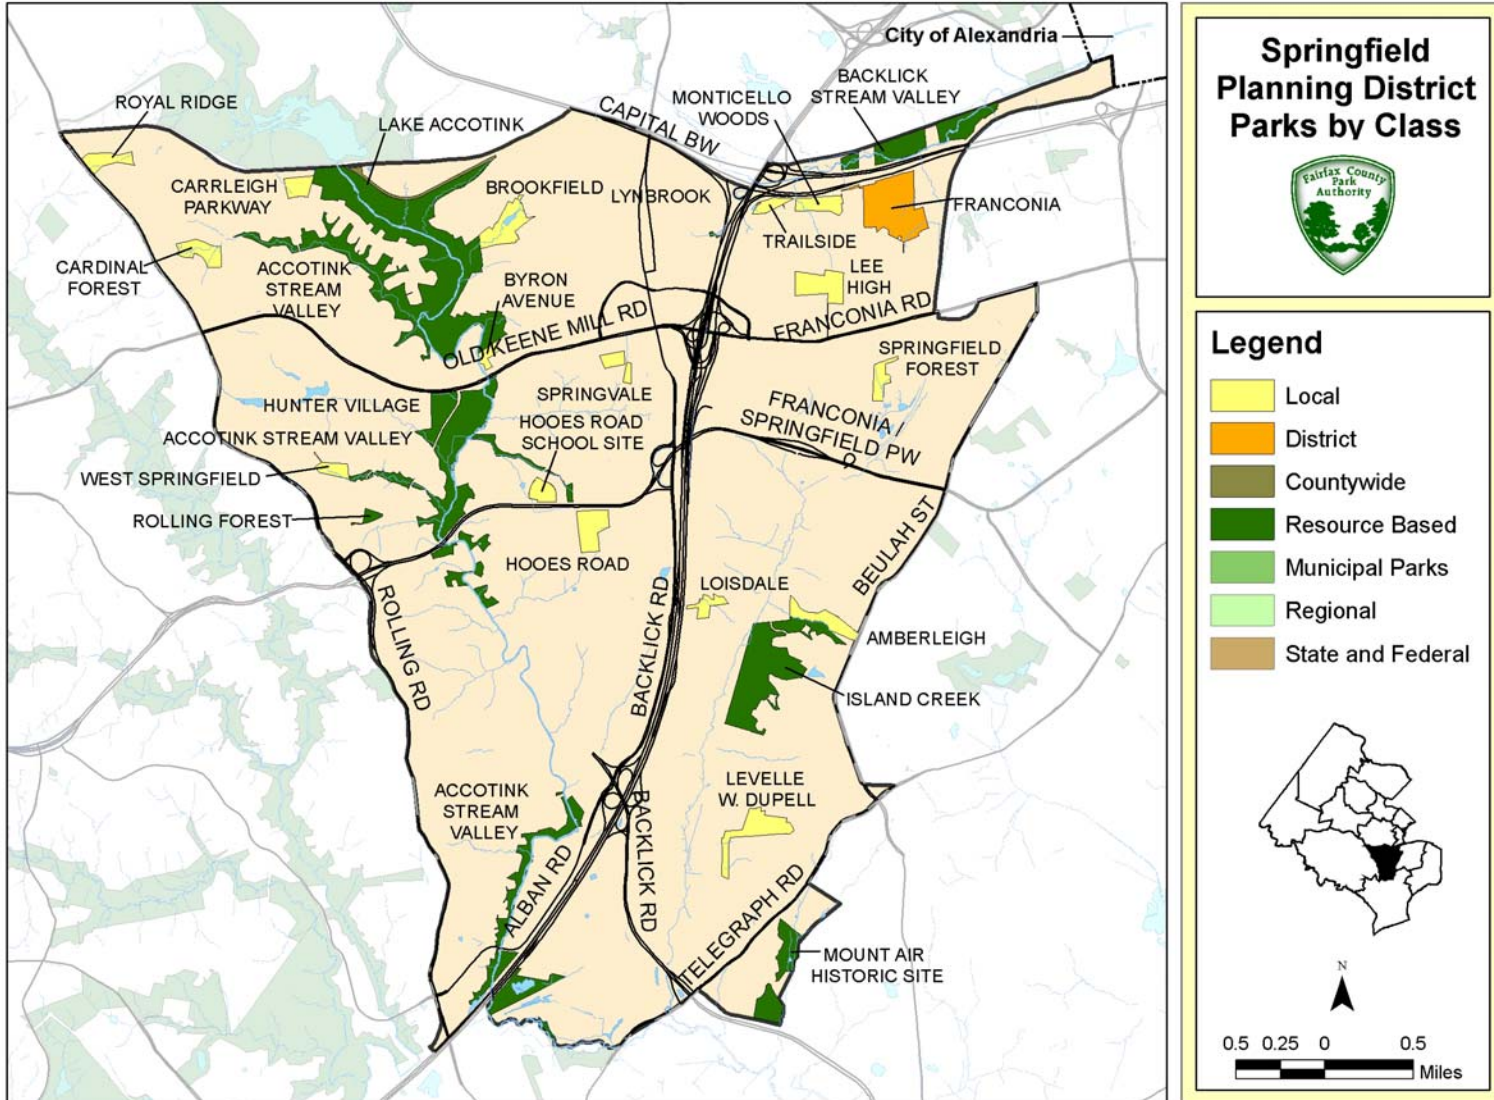 City of Alexandria
BACKLICK
STREAM VALLEY
MONTICELLO
WOODS
CAPITAL BW
ROYAL RIDGE
LAKE ACCOTINK
CARRLEIGH
PARKWAY
BROOKFIELD
LYNBROOK
FRANCONIA
TRAILSIDE
CARDINAL
FOREST
ACCOTINK
STREAM
VALLEY
BYRON
AVENUE
LEE
HIGH
OLD KEENE MILL RD
FRANCONIA RD
SPRINGFIELD
FOREST
HUNTER VILLAGE
SPRINGVALE
FRANCONIA /
SPRINGFIELD PW
HOOES ROAD
SCHOOL SITE
ACCOTINK STREAM VALLEY
WEST SPRINGFIELD
ROLLING FOREST
HOOES ROAD
BEULAH ST
LOISDALE
ROLLING RD
BACKLICK RD
AMBERLEIGH
ISLAND CREEK
ACCOTINK
STREAM
VALLEY
LEVELLE
W. DUPELL
ALBAN RD
BACKLICK RD
TELEGRAPH RD
MOUNT AIR
HISTORIC SITE
Springfield
Planning District
Parks by Class
Fairfax County
Park
Authority
Legend
Local
District
Countywide
Resource Based
Municipal Parks
Regional
State and Federal
N
0.5 0.25 0 0.5
Miles